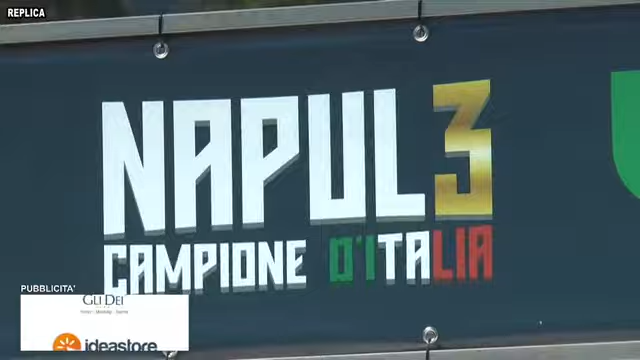 REPLICA
NAPUL3
CAMPIONE D'ITALIA
PUBBLICITA'
GLI DEI
ideastore